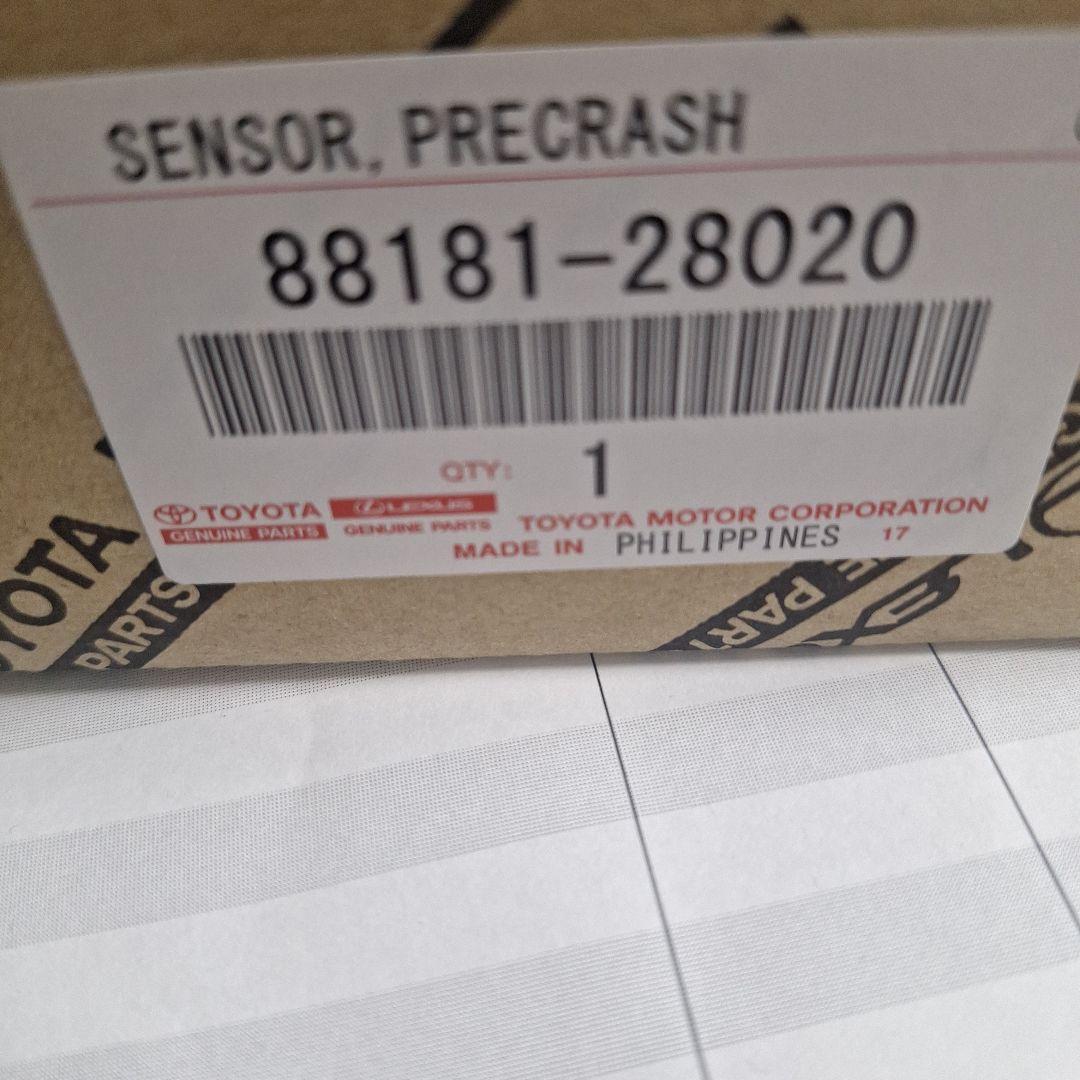 SENSOR, PRECRASH
88181-28020
QTY: 1
TOYOTA LEXUS
GENUINE PARTS GENUINE PARTS TOYOTA MOTOR CORPORATION
MADE IN PHILIPPINES 17
TOYOTA
PARTS